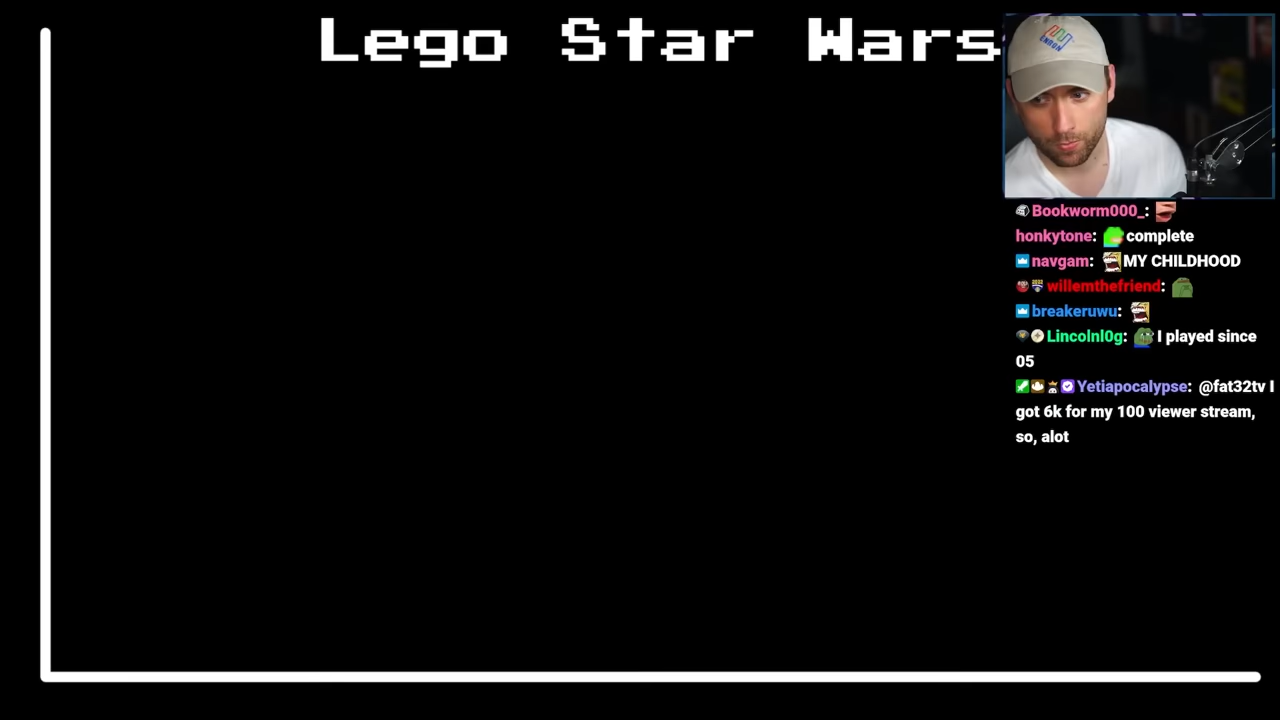 Lego Star Wars
Bookworm000_:
honkytone: complete
navgam: MY CHILDHOOD
willemthefriend:
breakeruwu:
Lincolnl0g: I played since
05
Yetiapocalypse: @fat32tv I
got 6k for my 100 viewer stream,
so, alot